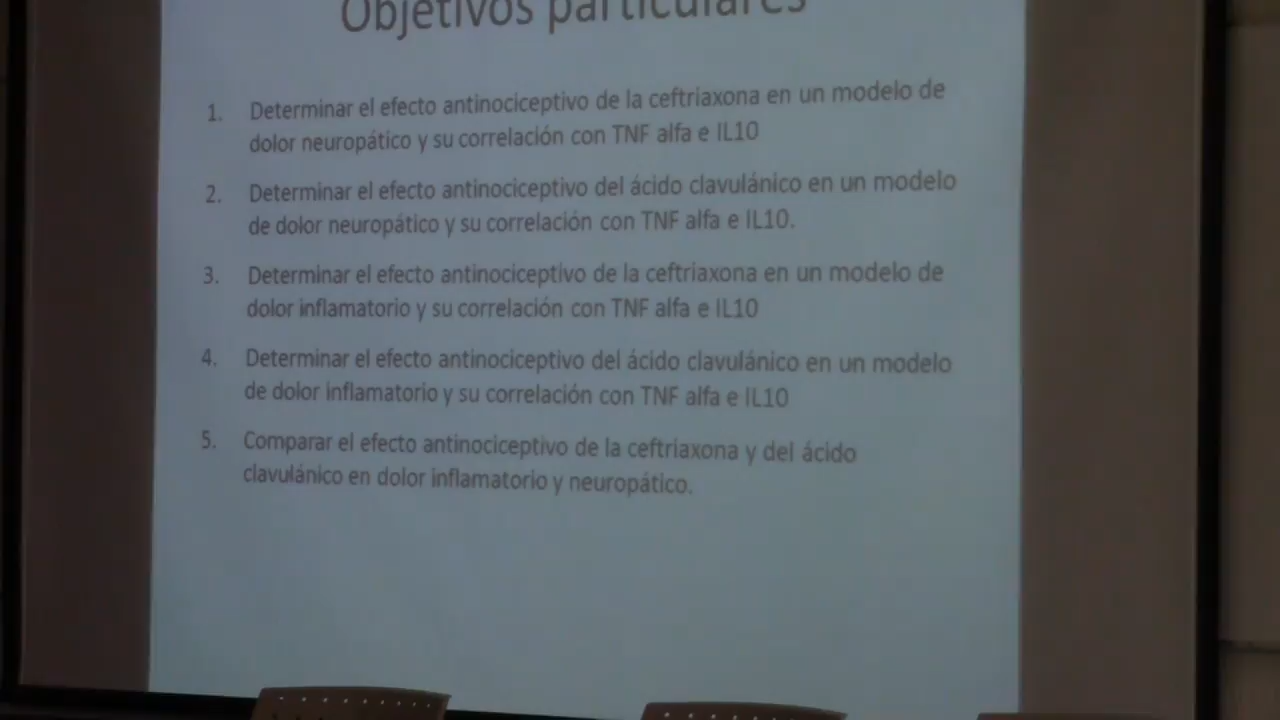 Objetivos particulares
1. Determinar el efecto antinociceptivo de la ceftriaxona en un modelo de
dolor neuropático y su correlación con TNF alfa e IL10
2. Determinar el efecto antinociceptivo del ácido clavulánico en un modelo
de dolor neuropático y su correlación con TNF alfa e IL10.
3. Determinar el efecto antinociceptivo de la ceftriaxona en un modelo de
dolor inflamatorio y su correlación con TNF alfa e IL10
4. Determinar el efecto antinociceptivo del ácido clavulánico en un modelo
de dolor inflamatorio y su correlación con TNF alfa e IL10
5. Comparar el efecto antinociceptivo de la ceftriaxona y del ácido
clavulánico en dolor inflamatorio y neuropático.